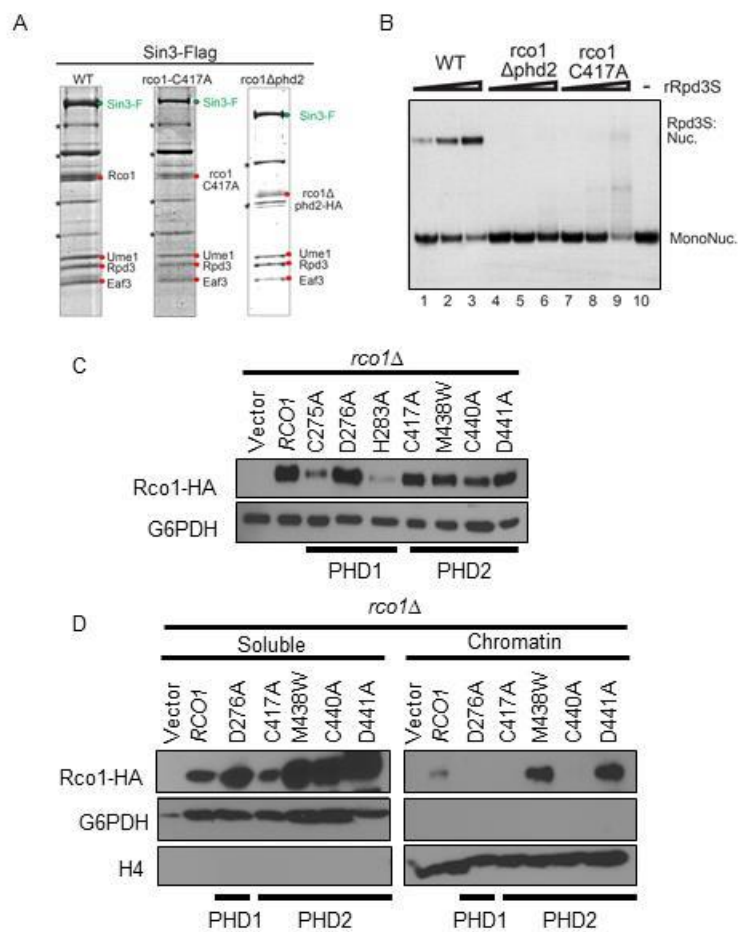 A
Sin3-Flag
WT
rco1-C417A
rco1Δphd2
Sin3-F
Sin3-F
Sin3-F
*
*
*
*
*
*
*
*
*
*
Rco1
rco1
C417A
rco1Δ
phd2-HA
Ume1
Rpd3
Eaf3
Ume1
Rpd3
Eaf3
Ume1
Rpd3
Eaf3
B
WT
rco1
Δphd2
rco1
C417A
-
rRpd3S
Rpd3S:
Nuc.
MonoNuc.
1 2 3 4 5 6 7 8 9 10
C
rco1Δ
Vector
RCO1
C275A
D276A
H283A
C417A
M438W
C440A
D441A
Rco1-HA
G6PDH
PHD1
PHD2
D
rco1Δ
Soluble
Chromatin
Vector
RCO1
D276A
C417A
M438W
C440A
D441A
Vector
RCO1
D276A
C417A
M438W
C440A
D441A
Rco1-HA
G6PDH
H4
PHD1
PHD2
PHD1
PHD2